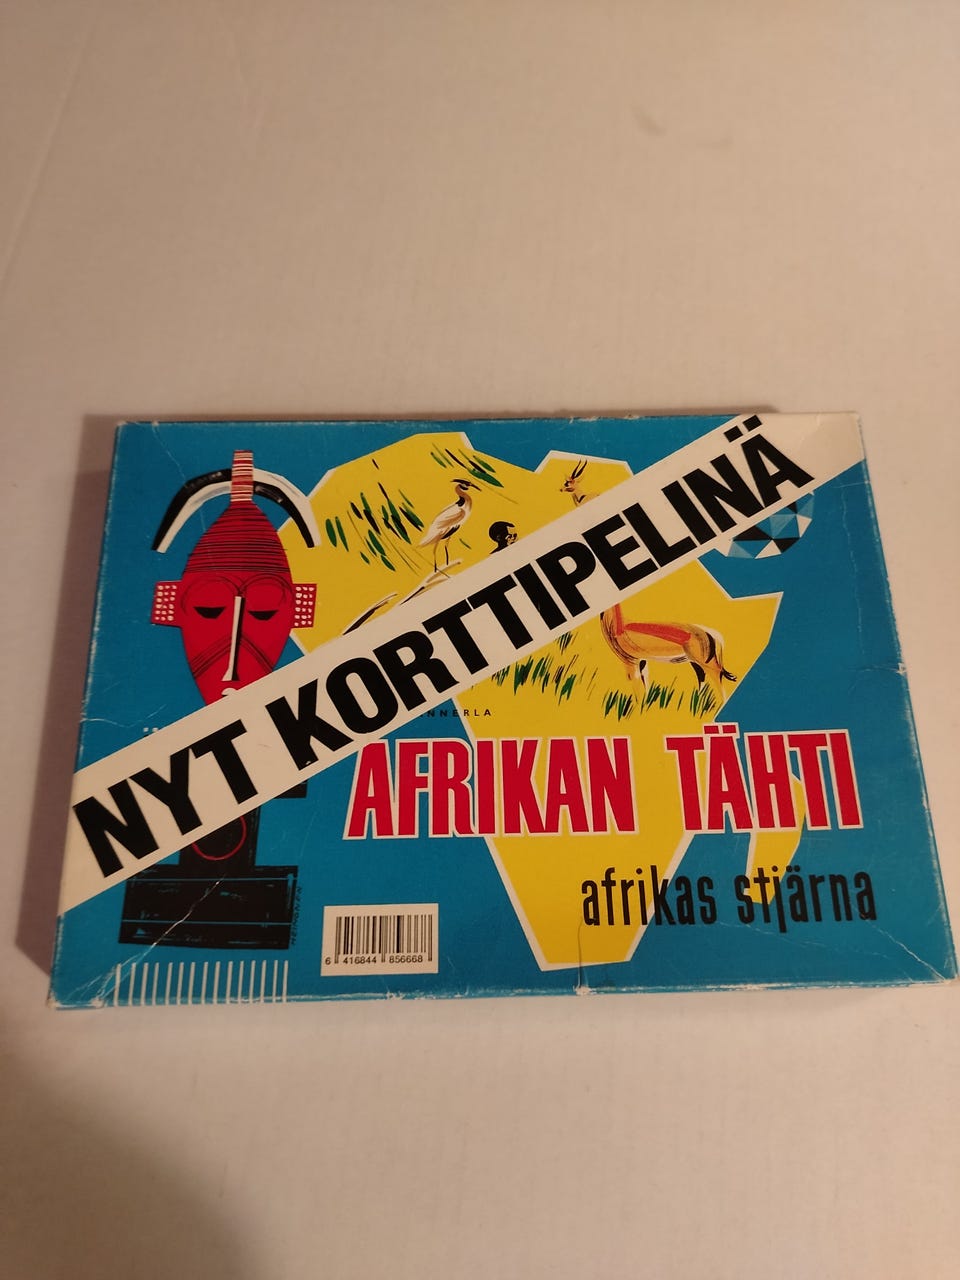 NYT KORTTIPELINÄ
AFRIKAN TÄHTI
afrikas stjärna
6 416844 856668